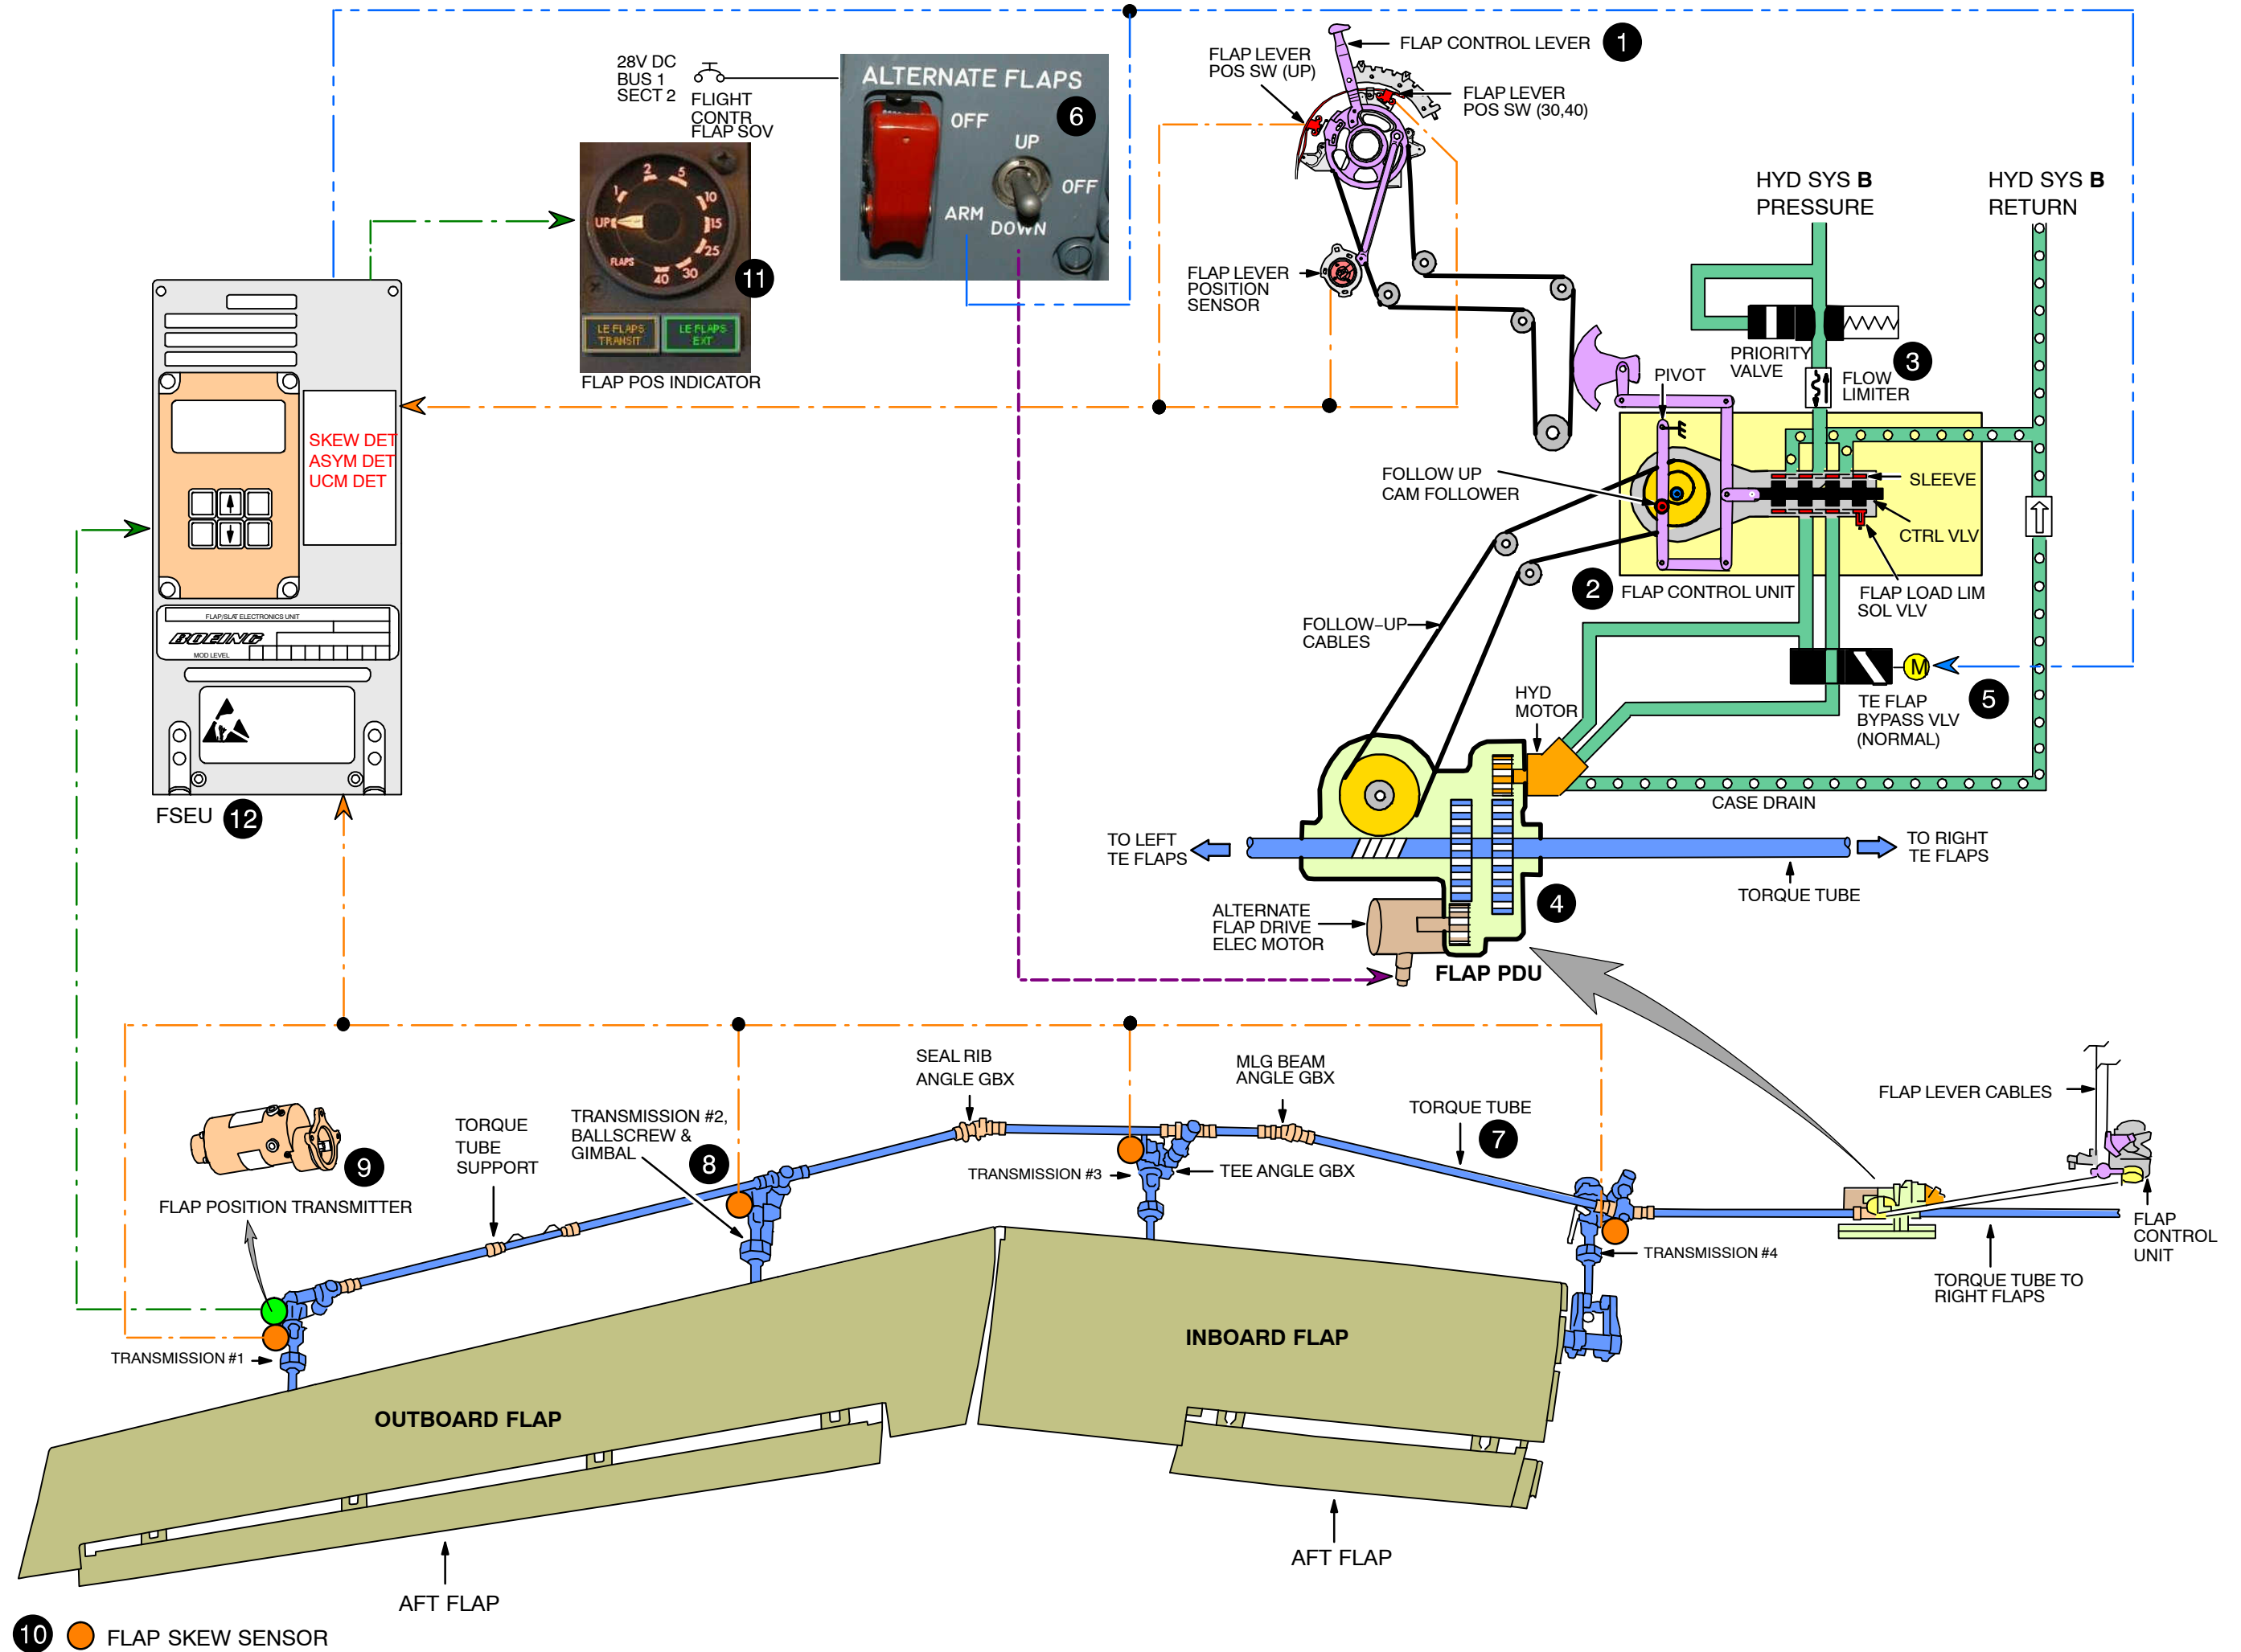 28V DC
BUS 1
SECT 2
FLIGHT
CONTR
FLAP SOV
ALTERNATE FLAPS
6
OFF
UP
OFF
ARM
DOWN
FLAP CONTROL LEVER
1
FLAP LEVER
POS SW (UP)
FLAP LEVER
POS SW (30,40)
FLAP LEVER
POSITION
SENSOR
HYD SYS B
PRESSURE
HYD SYS B
RETURN
UP
1
2
5
10
15
25
30
40
FLAPS
11
LE FLAPS
TRANSIT
LE FLAPS
EXT
FLAP POS INDICATOR
PRIORITY
VALVE
3
FLOW
LIMITER
PIVOT
SKEW DET
ASYM DET
UCM DET
FOLLOW UP
CAM FOLLOWER
SLEEVE
CTRL VLV
2
FLAP CONTROL UNIT
FLAP LOAD LIM
SOL VLV
FLAP/SLAT ELECTRONICS UNIT
BOEING
MOD LEVEL
FOLLOW-UP
CABLES
M
5
TE FLAP
BYPASS VLV
(NORMAL)
HYD
MOTOR
CASE DRAIN
FSEU
12
TO LEFT
TE FLAPS
TO RIGHT
TE FLAPS
TORQUE TUBE
4
ALTERNATE
FLAP DRIVE
ELEC MOTOR
FLAP PDU
SEAL RIB
ANGLE GBX
MLG BEAM
ANGLE GBX
FLAP LEVER CABLES
TORQUE
TUBE
SUPPORT
TRANSMISSION #2,
BALLSCREW &
GIMBAL
8
TORQUE TUBE
7
9
FLAP POSITION TRANSMITTER
TRANSMISSION #3
TEE ANGLE GBX
FLAP
CONTROL
UNIT
TRANSMISSION #4
TORQUE TUBE TO
RIGHT FLAPS
TRANSMISSION #1
INBOARD FLAP
OUTBOARD FLAP
AFT FLAP
AFT FLAP
10
FLAP SKEW SENSOR